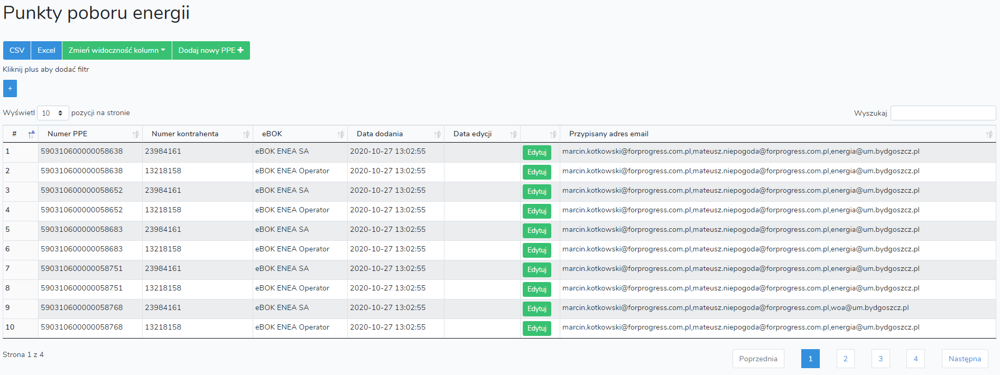 Punkty poboru energii
CSV Excel Zmień widoczność kolumn Dodaj nowy PPE
Kliknij plus aby dodać filtr
+
Wyświetl 10 pozycji na stronie Wyszukaj
# Numer PPE Numer kontrahenta eBOK Data dodania Data edycji Przypisany adres email
1 590310600000058638 23984161 eBOK ENEA SA 2020-10-27 13:02:55 Edytuj marcin.kotkowski@forprogress.com.pl,mateusz.niepogoda@forprogress.com.pl,energia@um.bydgoszcz.pl
2 590310600000058638 13218158 eBOK ENEA Operator 2020-10-27 13:02:55 Edytuj marcin.kotkowski@forprogress.com.pl,mateusz.niepogoda@forprogress.com.pl,energia@um.bydgoszcz.pl
3 590310600000058652 23984161 eBOK ENEA SA 2020-10-27 13:02:55 Edytuj marcin.kotkowski@forprogress.com.pl,mateusz.niepogoda@forprogress.com.pl,energia@um.bydgoszcz.pl
4 590310600000058652 13218158 eBOK ENEA Operator 2020-10-27 13:02:55 Edytuj marcin.kotkowski@forprogress.com.pl,mateusz.niepogoda@forprogress.com.pl,energia@um.bydgoszcz.pl
5 590310600000058683 23984161 eBOK ENEA SA 2020-10-27 13:02:55 Edytuj marcin.kotkowski@forprogress.com.pl,mateusz.niepogoda@forprogress.com.pl,energia@um.bydgoszcz.pl
6 590310600000058683 13218158 eBOK ENEA Operator 2020-10-27 13:02:55 Edytuj marcin.kotkowski@forprogress.com.pl,mateusz.niepogoda@forprogress.com.pl,energia@um.bydgoszcz.pl
7 590310600000058751 23984161 eBOK ENEA SA 2020-10-27 13:02:55 Edytuj marcin.kotkowski@forprogress.com.pl,mateusz.niepogoda@forprogress.com.pl,energia@um.bydgoszcz.pl
8 590310600000058751 13218158 eBOK ENEA Operator 2020-10-27 13:02:55 Edytuj marcin.kotkowski@forprogress.com.pl,mateusz.niepogoda@forprogress.com.pl,energia@um.bydgoszcz.pl
9 590310600000058768 23984161 eBOK ENEA SA 2020-10-27 13:02:55 Edytuj marcin.kotkowski@forprogress.com.pl,mateusz.niepogoda@forprogress.com.pl,woa@um.bydgoszcz.pl
10 590310600000058768 13218158 eBOK ENEA Operator 2020-10-27 13:02:55 Edytuj marcin.kotkowski@forprogress.com.pl,mateusz.niepogoda@forprogress.com.pl,energia@um.bydgoszcz.pl
Strona 1 z 4 Poprzednia 1 2 3 4 Następna